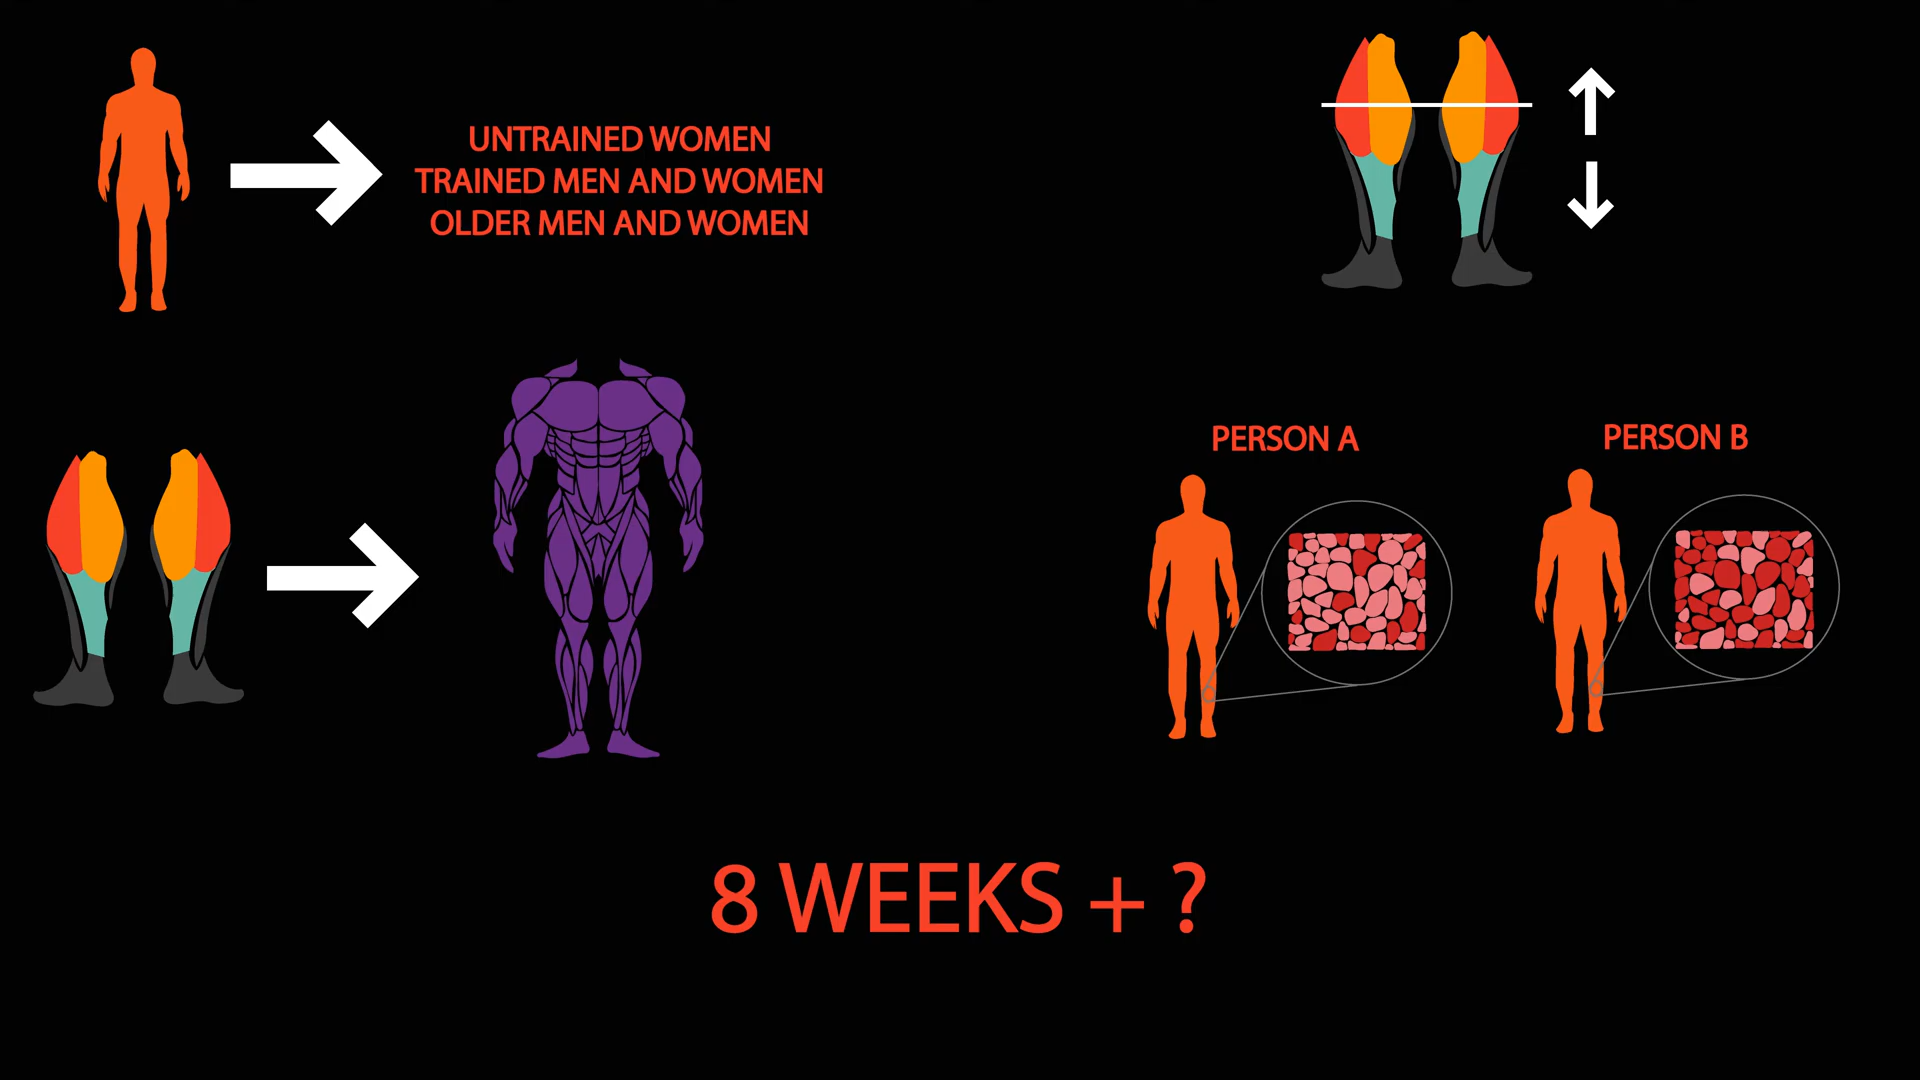 UNTRAINED WOMEN
TRAINED MEN AND WOMEN
OLDER MEN AND WOMEN
PERSON A
PERSON B
8 WEEKS + ?